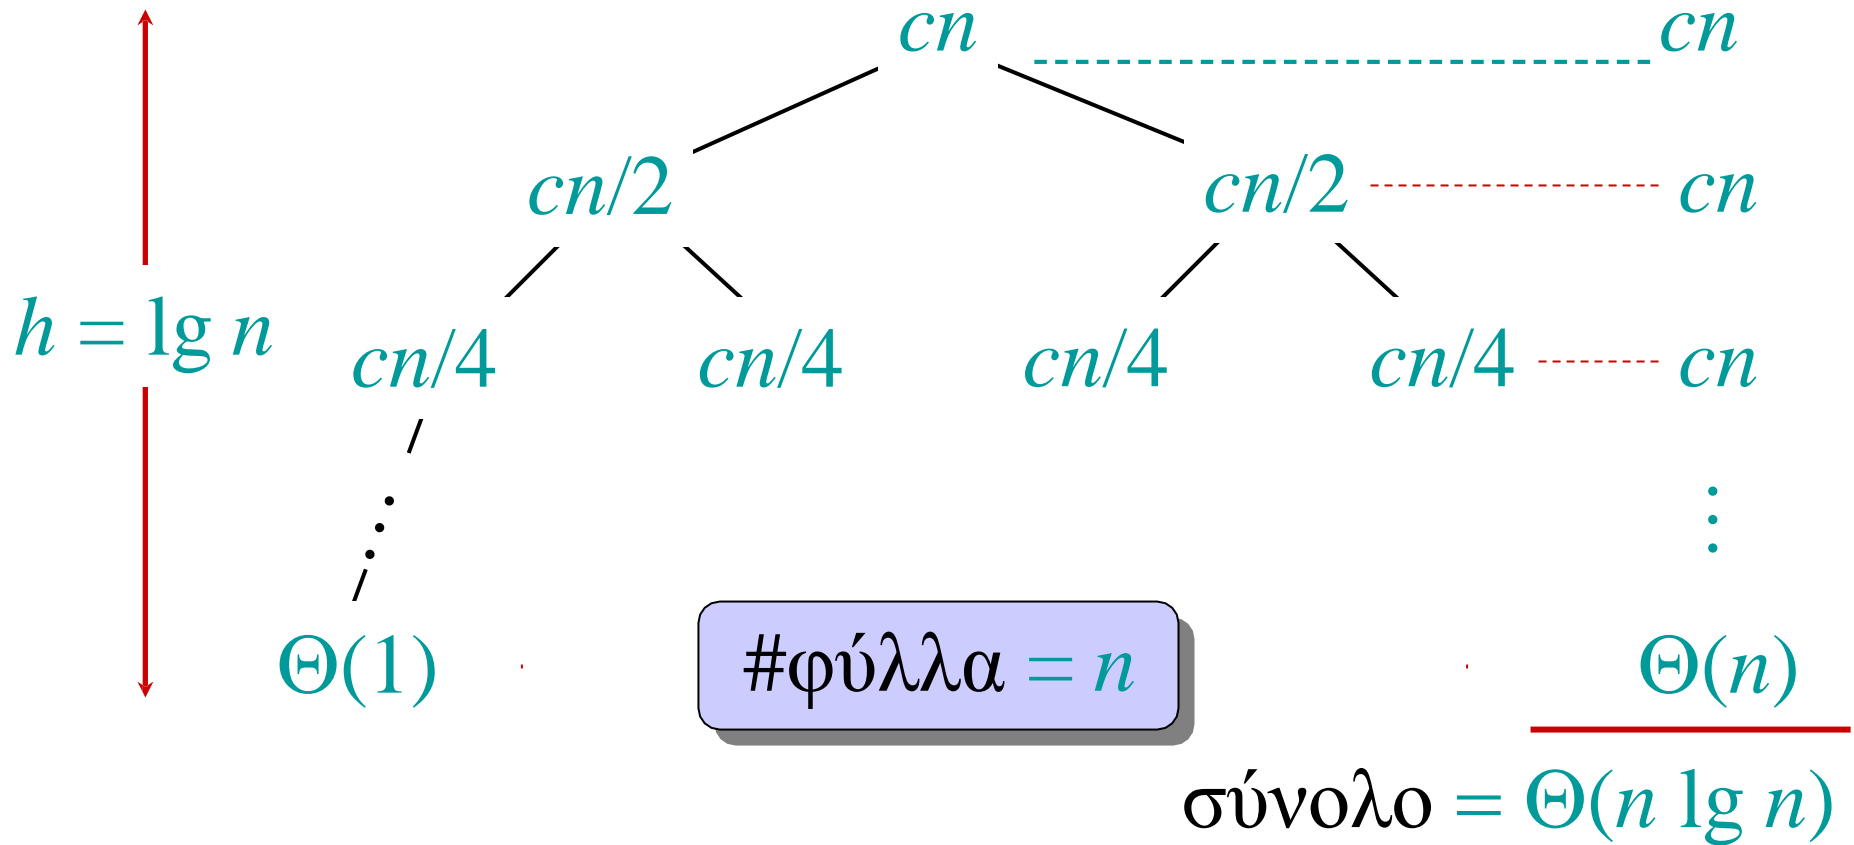 cn cn
cn/2 cn/2 cn
h = lg n
cn/4 cn/4 cn/4 cn/4 cn
Θ(1) #φύλλα = n Θ(n)
σύνολο = Θ(n lg n)